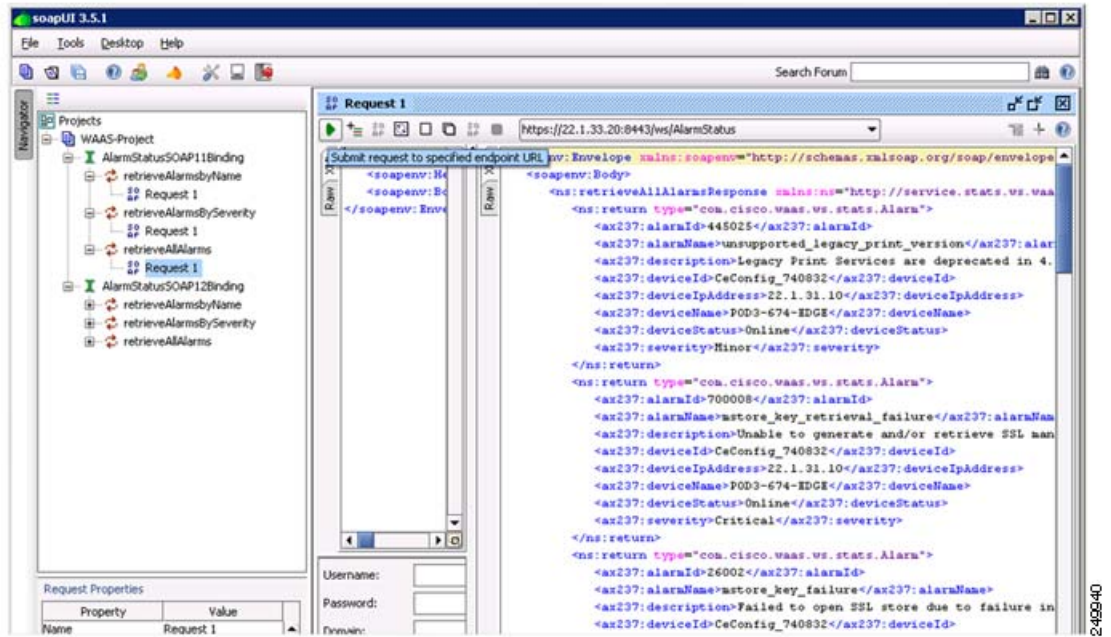 soapUI 3.5.1
File Tools Desktop Help
Search Forum
Navigator
Projects
WAAS-Project
AlarmStatusSOAP11Binding
retrieveAlarmsbyName
Request 1
retrieveAlarmsBySeverity
Request 1
retrieveAllAlarms
Request 1
AlarmStatusSOAP12Binding
retrieveAlarmsbyName
retrieveAlarmsBySeverity
retrieveAllAlarms
Request Properties
Property Value
Name Request 1
Request 1
https://22.1.33.20:8443/ws/AlarmStatus
Submit request to specified endpoint URL
Raw
<soapenv:He
<soapenv:Bo
</soapenv:Enve
Username:
Password:
Domain:
Raw
nv:Envelope xmlns:soapenv="http://schemas.xmlsoap.org/soap/envelope
<soapenv:Body>
<ns:retrieveAllAlarmsResponse xmlns:ns="http://service.stats.ws.waa
<ns:return type="com.cisco.waas.ws.stats.Alarm">
<ax237:alarmId>445025</ax237:alarmId>
<ax237:alarmName>unsupported_legacy_print_version</ax237:alar
<ax237:description>Legacy Print Services are deprecated in 4.
<ax237:deviceId>CeConfig_740832</ax237:deviceId>
<ax237:deviceIpAddress>22.1.31.10</ax237:deviceIpAddress>
<ax237:deviceName>POD3-674-EDGE</ax237:deviceName>
<ax237:deviceStatus>Online</ax237:deviceStatus>
<ax237:severity>Minor</ax237:severity>
</ns:return>
<ns:return type="com.cisco.waas.ws.stats.Alarm">
<ax237:alarmId>700008</ax237:alarmId>
<ax237:alarmName>mstore_key_retrieval_failure</ax237:alarmNam
<ax237:description>Unable to generate and/or retrieve SSL man
<ax237:deviceId>CeConfig_740832</ax237:deviceId>
<ax237:deviceIpAddress>22.1.31.10</ax237:deviceIpAddress>
<ax237:deviceName>POD3-674-EDGE</ax237:deviceName>
<ax237:deviceStatus>Online</ax237:deviceStatus>
<ax237:severity>Critical</ax237:severity>
</ns:return>
<ns:return type="com.cisco.waas.ws.stats.Alarm">
<ax237:alarmId>26002</ax237:alarmId>
<ax237:alarmName>mstore_key_failure</ax237:alarmName>
<ax237:description>Failed to open SSL store due to failure in
<ax237:deviceId>CeConfig_740832</ax237:deviceId>
249940